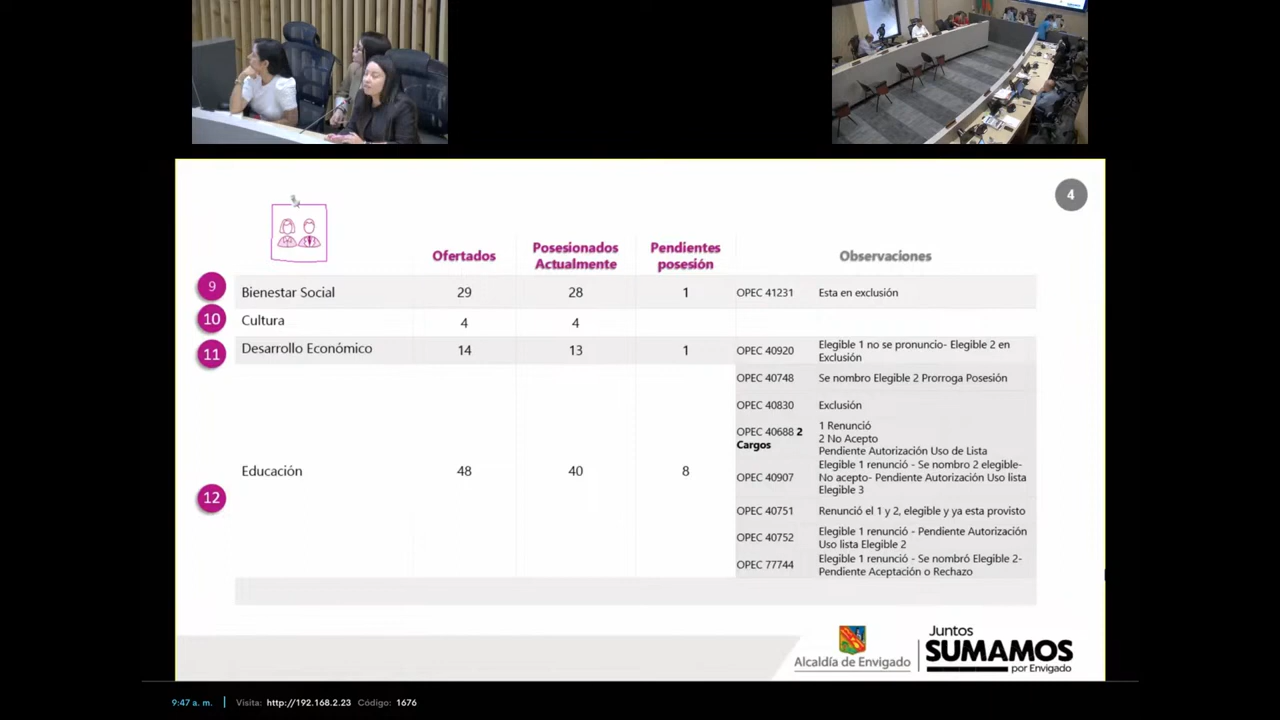 4
Ofertados
Posesionados
Actualmente
Pendientes
posesión
Observaciones
9
Bienestar Social
29
28
1
OPEC 41231
Esta en exclusión
10
Cultura
4
4
11
Desarrollo Económico
14
13
1
OPEC 40920
Elegible 1 no se pronuncio- Elegible 2 en
Exclusión
12
Educación
48
40
8
OPEC 40748
Se nombro Elegible 2 Prorroga Posesión
OPEC 40830
Exclusión
OPEC 40688 2
Cargos
1 Renunció
2 No Acepto
Pendiente Autorización Uso de Lista
OPEC 40907
Elegible 1 renunció - Se nombro 2 elegible-
No acepto- Pendiente Autorización Uso lista
Elegible 3
OPEC 40751
Renunció el 1 y 2, elegible y ya esta provisto
OPEC 40752
Elegible 1 renunció - Pendiente Autorización
Uso lista Elegible 2
OPEC 77744
Elegible 1 renunció - Se nombró Elegible 2-
Pendiente Aceptación o Rechazo
Alcaldía de Envigado
Juntos
SUMAMOS
por Envigado
9:47 a. m. | Visita: http://192.168.2.23 Código: 1676